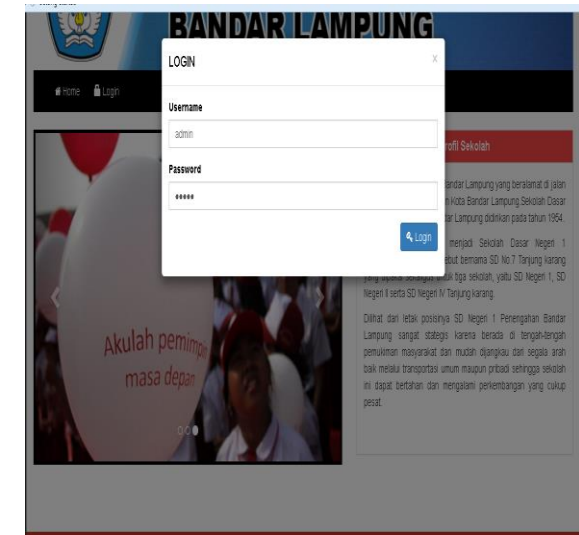 BANDAR LAMPUNG
LOGIN
x
Home
Login
Username
admin
Password
Login
ofil Sekolah
andar Lampung yang beralamat di jalan
n Kota Bandar Lampung.Sekolah Dasar
ar Lampung didirikan pada tahun 1954.
menjadi Sekolah Dasar Negeri 1
ebut bernama SD No.7 Tanjung karang
tiga sekolah, yaitu SD Negeri 1, SD
Negeri II serta SD Negeri IV Tanjung karang.
Dilihat dari letak posisinya SD Negeri 1 Penengahan Bandar
Lampung sangat stategis karena berada di tengah-tengah
pemukiman masyarakat dan mudah dijangkau dari segala arah
baik melalui transportasi umum maupun pribadi sehingga sekolah
ini dapat bertahan dan mengalami perkembangan yang cukup
pesat.
Akulah pemimpin
masa depan